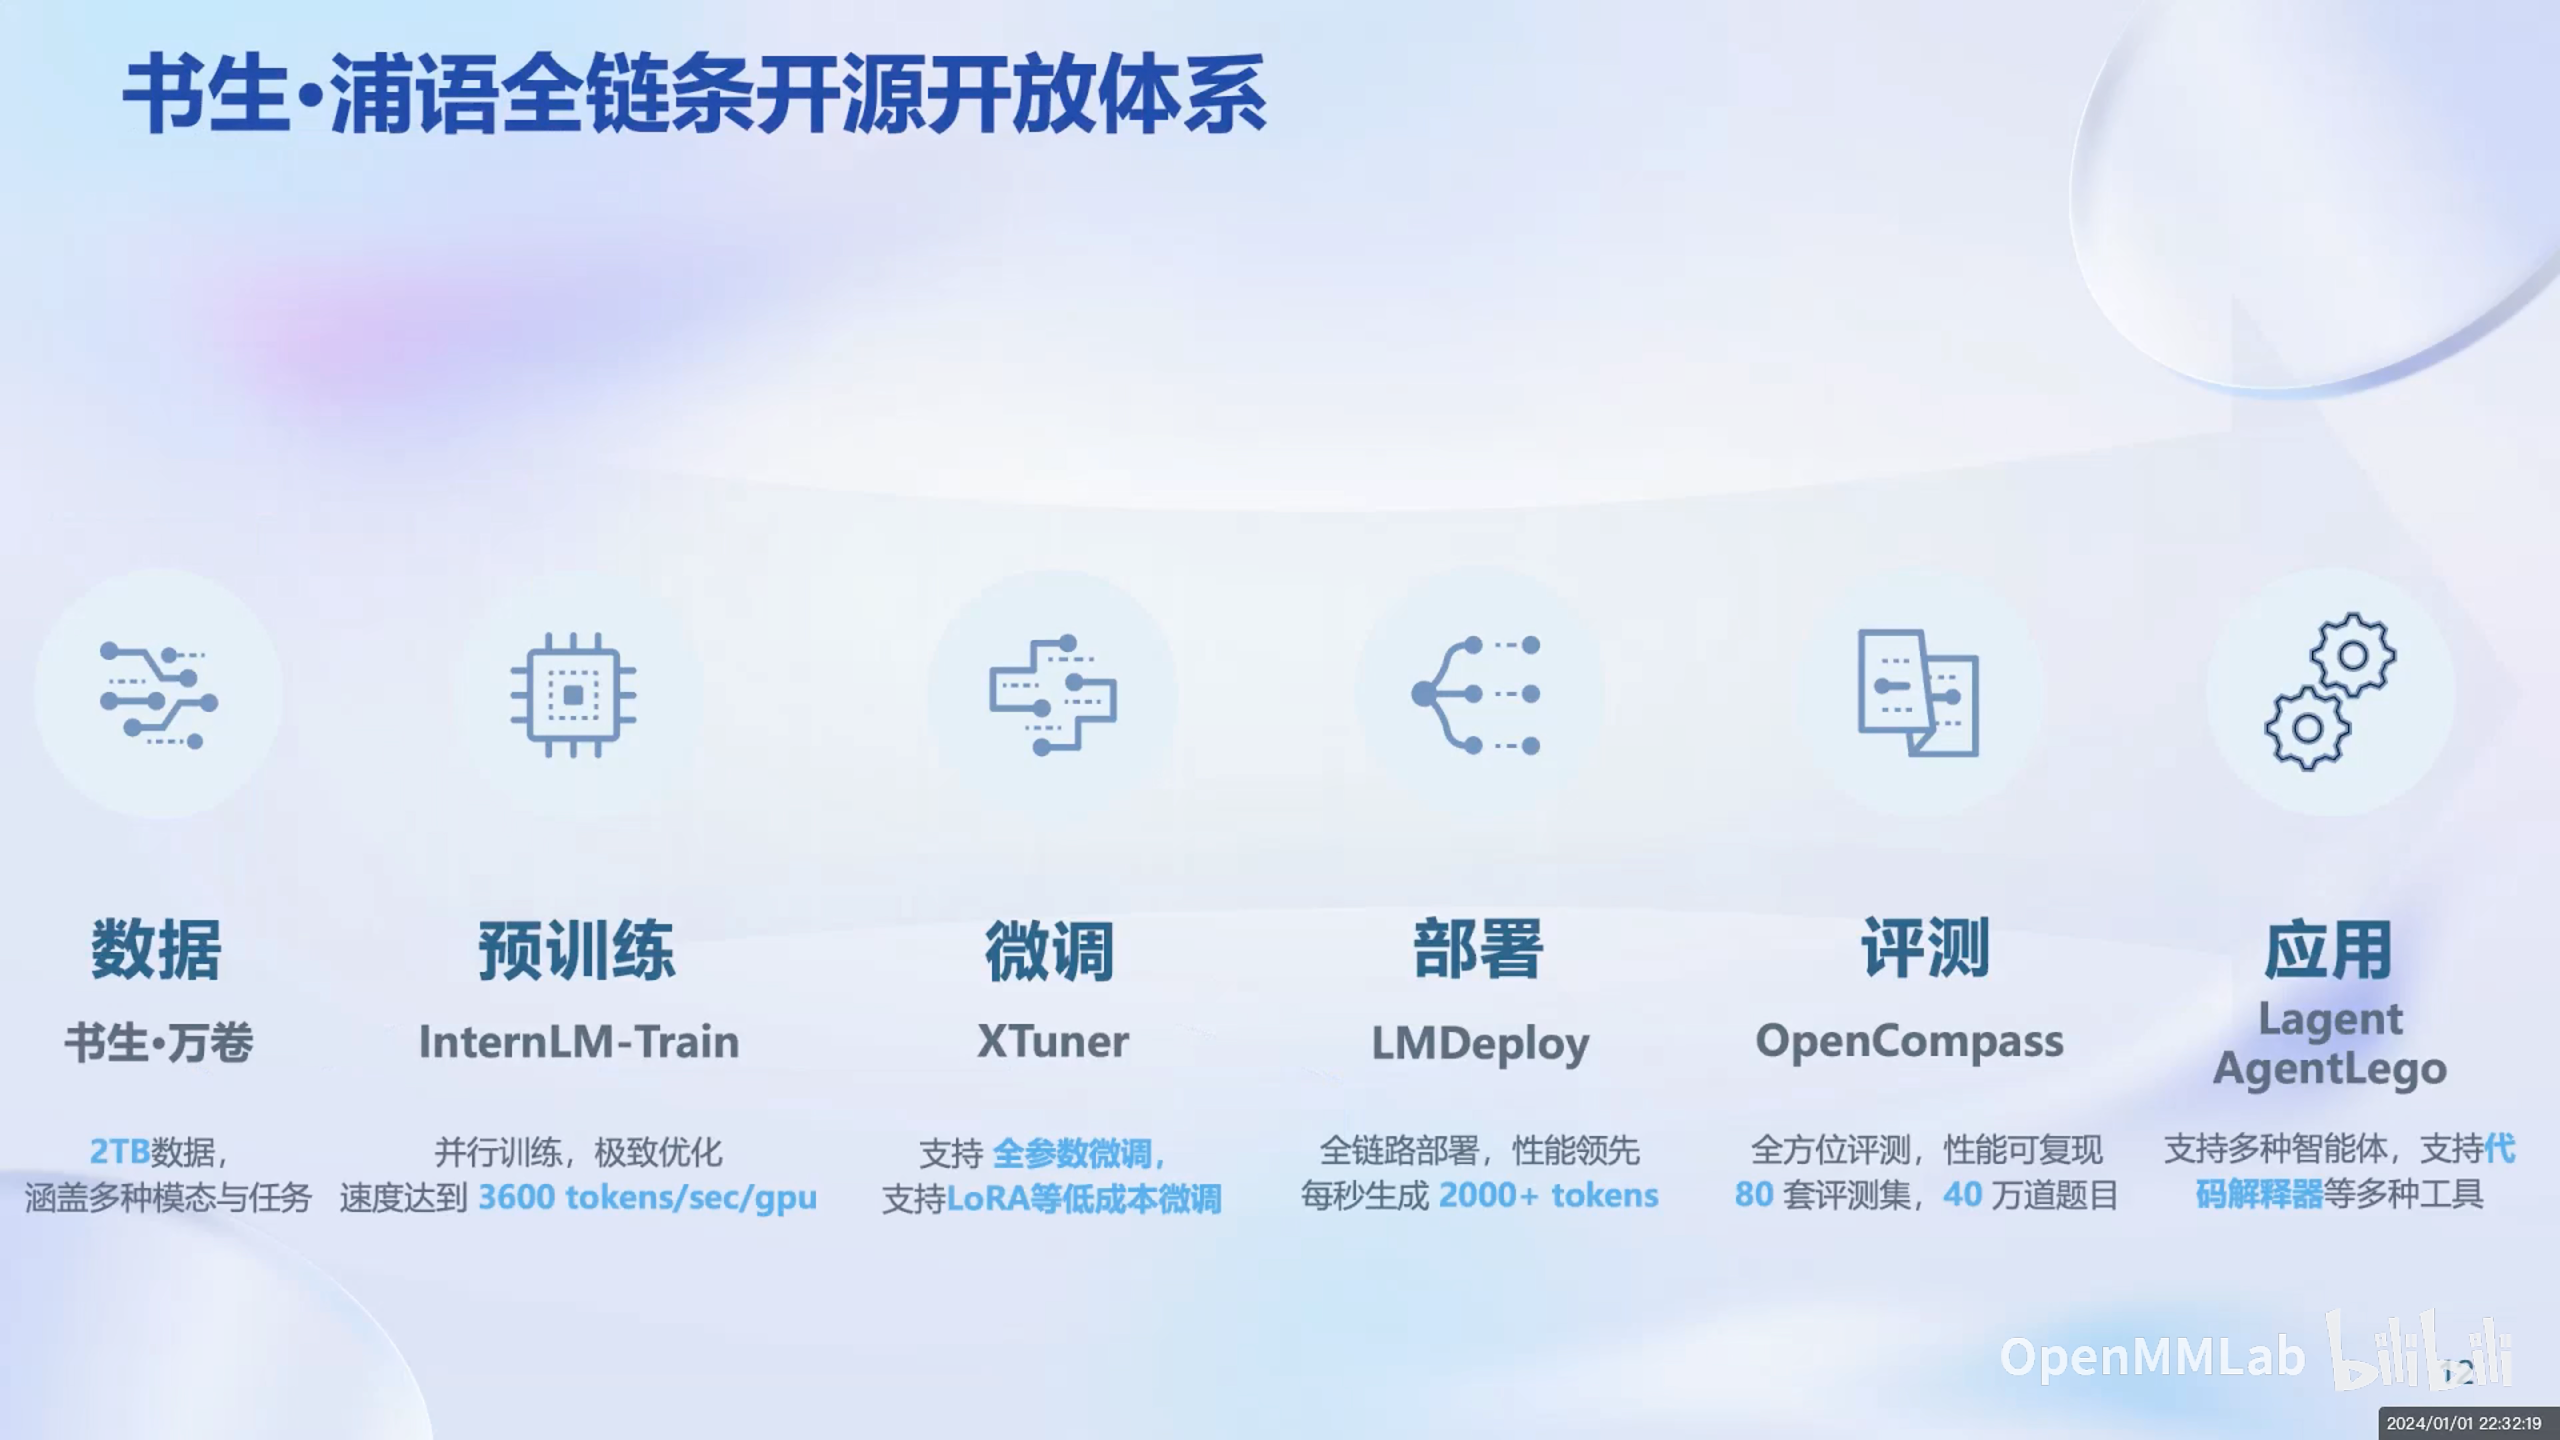 书生·浦语全链条开源开放体系
数据
书生·万卷
2TB数据，
涵盖多种模态与任务
预训练
InternLM-Train
并行训练，极致优化
速度达到 3600 tokens/sec/gpu
微调
XTuner
支持 全参数微调，
支持LoRA等低成本微调
部署
LMDeploy
全链路部署，性能领先
每秒生成 2000+ tokens
评测
OpenCompass
全方位评测，性能可复现
80 套评测集，40 万道题目
应用
Lagent
AgentLego
支持多种智能体，支持代
码解释器等多种工具
OpenMMLab bilibili
12
2024/01/01 22:32:19